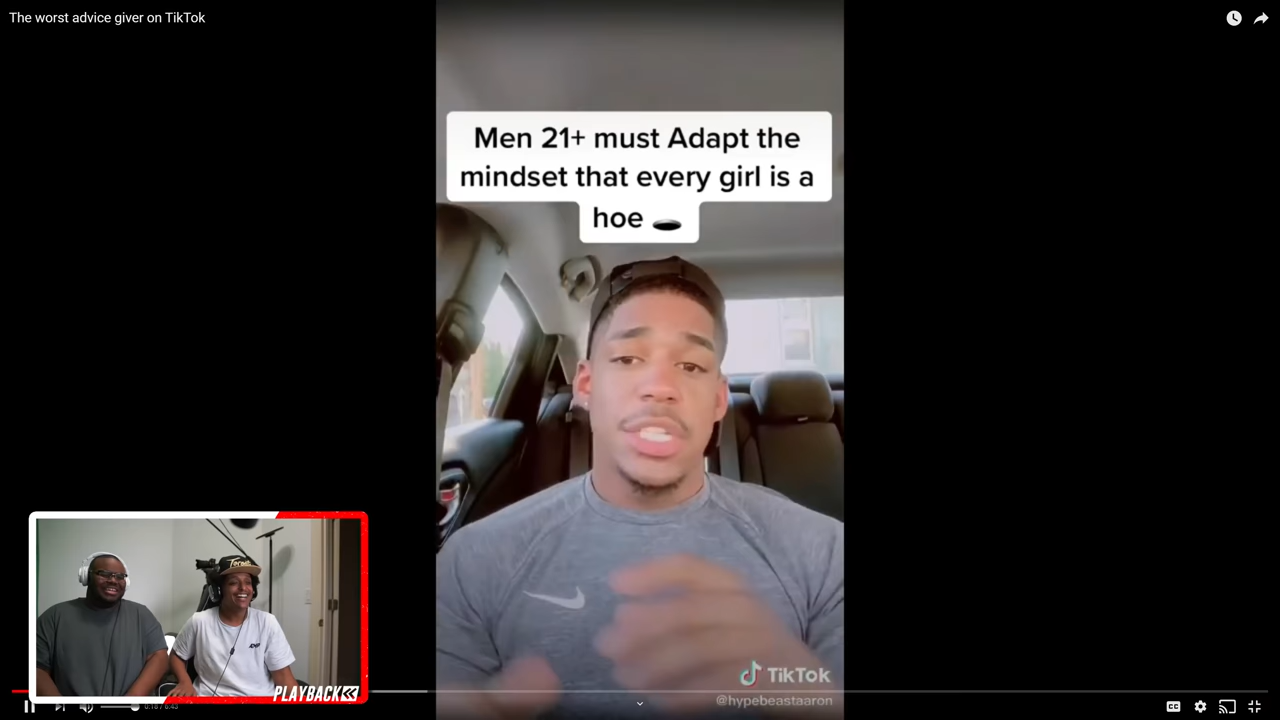 The worst advice giver on TikTok
Men 21+ must Adapt the
mindset that every girl is a
hoe 🕳️
TikTok
@hypebeastaaron
PLAYBACK
CC